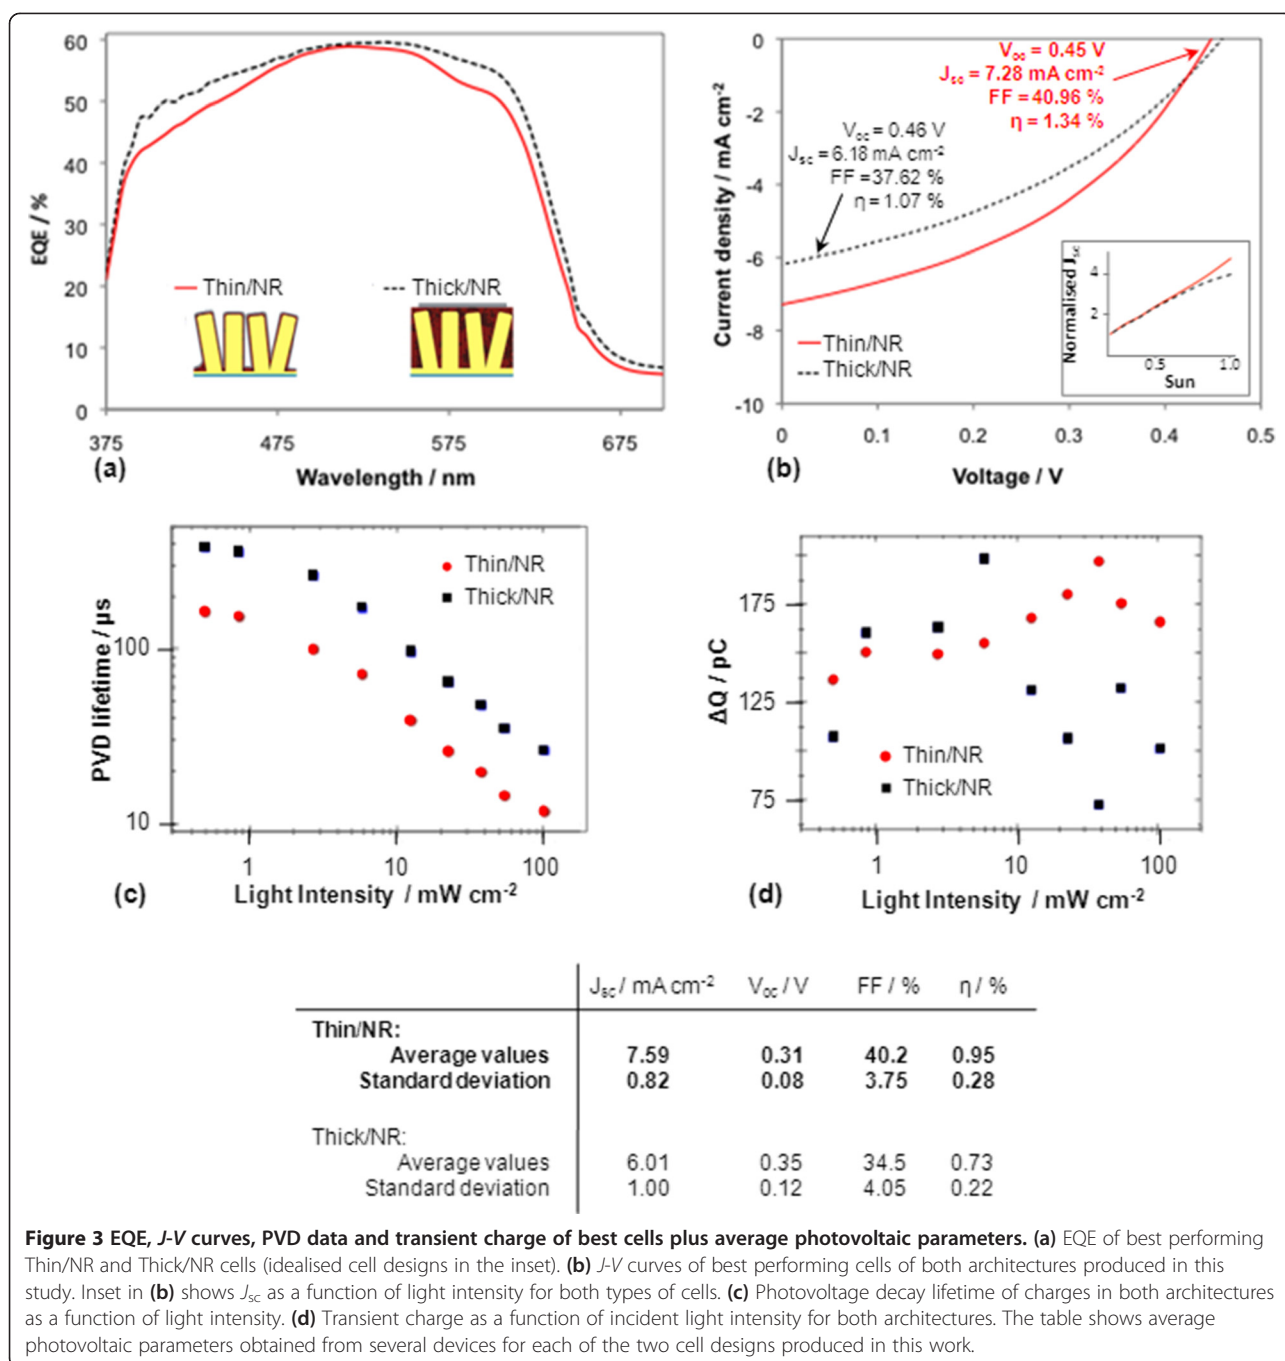 60
50
40
30
20
10
0
EQE / %
Thin/NR
Thick/NR
375
475
575
675
(a)
Wavelength / nm
0
-2
-4
-6
-8
-10
Current density / mA cm-2
Voc = 0.45 V
Jsc = 7.28 mA cm-2
FF = 40.96 %
η = 1.34 %
Voc = 0.46 V
Jsc = 6.18 mA cm-2
FF = 37.62 %
η = 1.07 %
Thin/NR
Thick/NR
Normalised Jsc
4
2
0.5
1.0
Sun
0
0.1
0.2
0.3
0.4
0.5
(b)
Voltage / V
PVD lifetime / µs
100
10
Thin/NR
Thick/NR
1
10
100
(c)
Light Intensity / mW cm-2
ΔQ / pC
175
125
75
Thin/NR
Thick/NR
1
10
100
(d)
Light Intensity / mW cm-2
Jsc / mA cm-2 Voc / V FF / % η / %
Thin/NR:
Average values 7.59 0.31 40.2 0.95
Standard deviation 0.82 0.08 3.75 0.28
Thick/NR:
Average values 6.01 0.35 34.5 0.73
Standard deviation 1.00 0.12 4.05 0.22
Figure 3 EQE, J-V curves, PVD data and transient charge of best cells plus average photovoltaic parameters. (a) EQE of best performing
Thin/NR and Thick/NR cells (idealised cell designs in the inset). (b) J-V curves of best performing cells of both architectures produced in this
study. Inset in (b) shows Jsc as a function of light intensity for both types of cells. (c) Photovoltage decay lifetime of charges in both architectures
as a function of light intensity. (d) Transient charge as a function of incident light intensity for both architectures. The table shows average
photovoltaic parameters obtained from several devices for each of the two cell designs produced in this work.